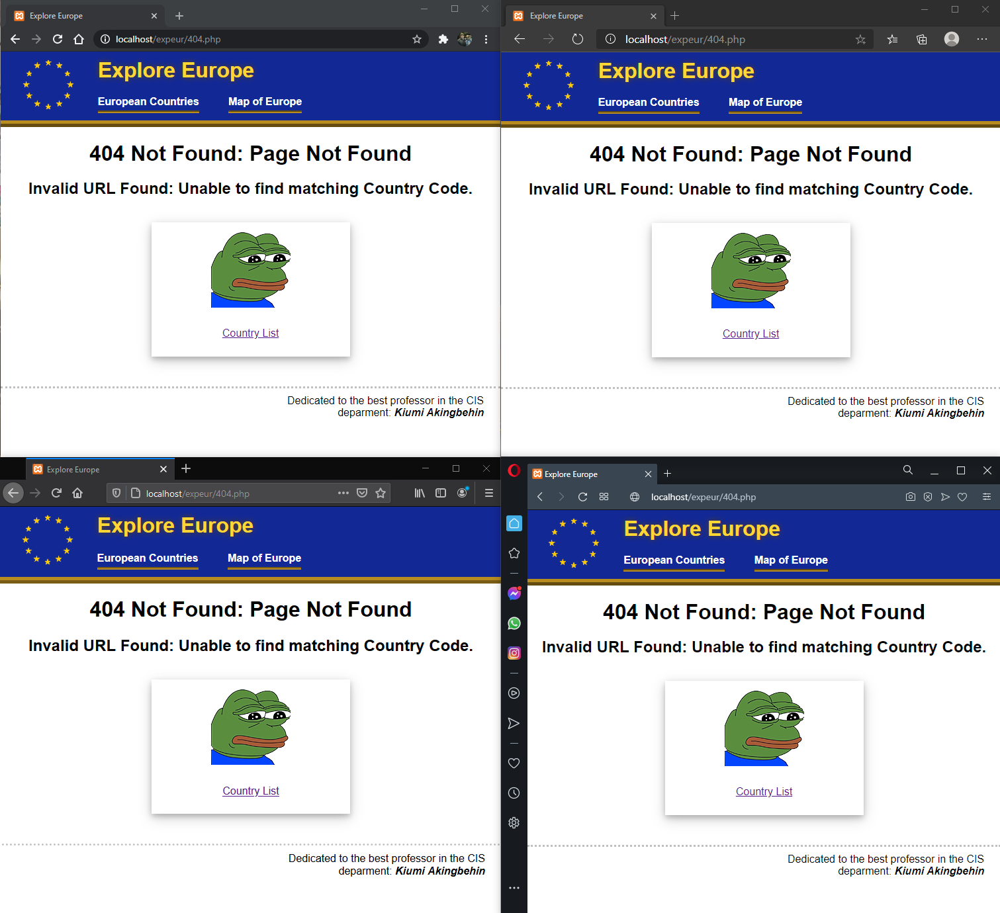 Explore Europe
localhost/expeur/404.php
Explore Europe
European Countries Map of Europe
404 Not Found: Page Not Found
Invalid URL Found: Unable to find matching Country Code.
Country List
Dedicated to the best professor in the CIS
deparment: Kiumi Akingbehin
Explore Europe
localhost/expeur/404.php
Explore Europe
European Countries Map of Europe
404 Not Found: Page Not Found
Invalid URL Found: Unable to find matching Country Code.
Country List
Dedicated to the best professor in the CIS
deparment: Kiumi Akingbehin
Explore Europe
localhost/expeur/404.php
Explore Europe
European Countries Map of Europe
404 Not Found: Page Not Found
Invalid URL Found: Unable to find matching Country Code.
Country List
Dedicated to the best professor in the CIS
deparment: Kiumi Akingbehin
Explore Europe
localhost/expeur/404.php
Explore Europe
European Countries Map of Europe
404 Not Found: Page Not Found
Invalid URL Found: Unable to find matching Country Code.
Country List
Dedicated to the best professor in the CIS
deparment: Kiumi Akingbehin